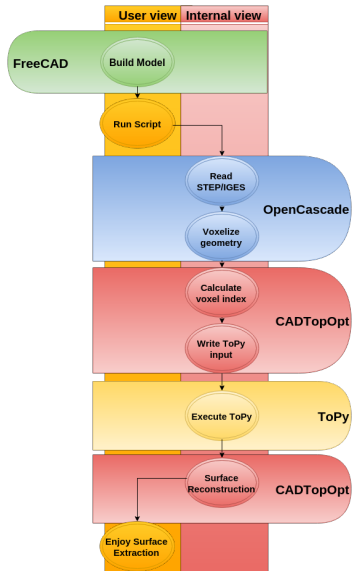 User view
Internal view
FreeCAD
Build Model
Run Script
Read
STEP/IGES
OpenCascade
Voxelize
geometry
Calculate
voxel index
CADTopOpt
Write ToPy
input
ToPy
Execute ToPy
Surface
Reconstruction
CADTopOpt
Enjoy Surface
Extraction